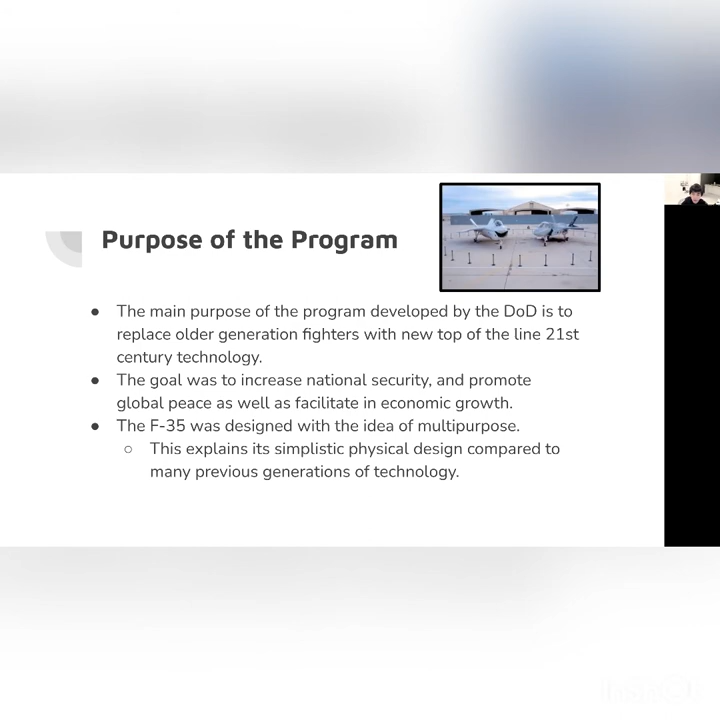 Purpose of the Program
● The main purpose of the program developed by the DoD is to
replace older generation fighters with new top of the line 21st
century technology.
● The goal was to increase national security, and promote
global peace as well as facilitate in economic growth.
● The F-35 was designed with the idea of multipurpose.
○ This explains its simplistic physical design compared to
many previous generations of technology.